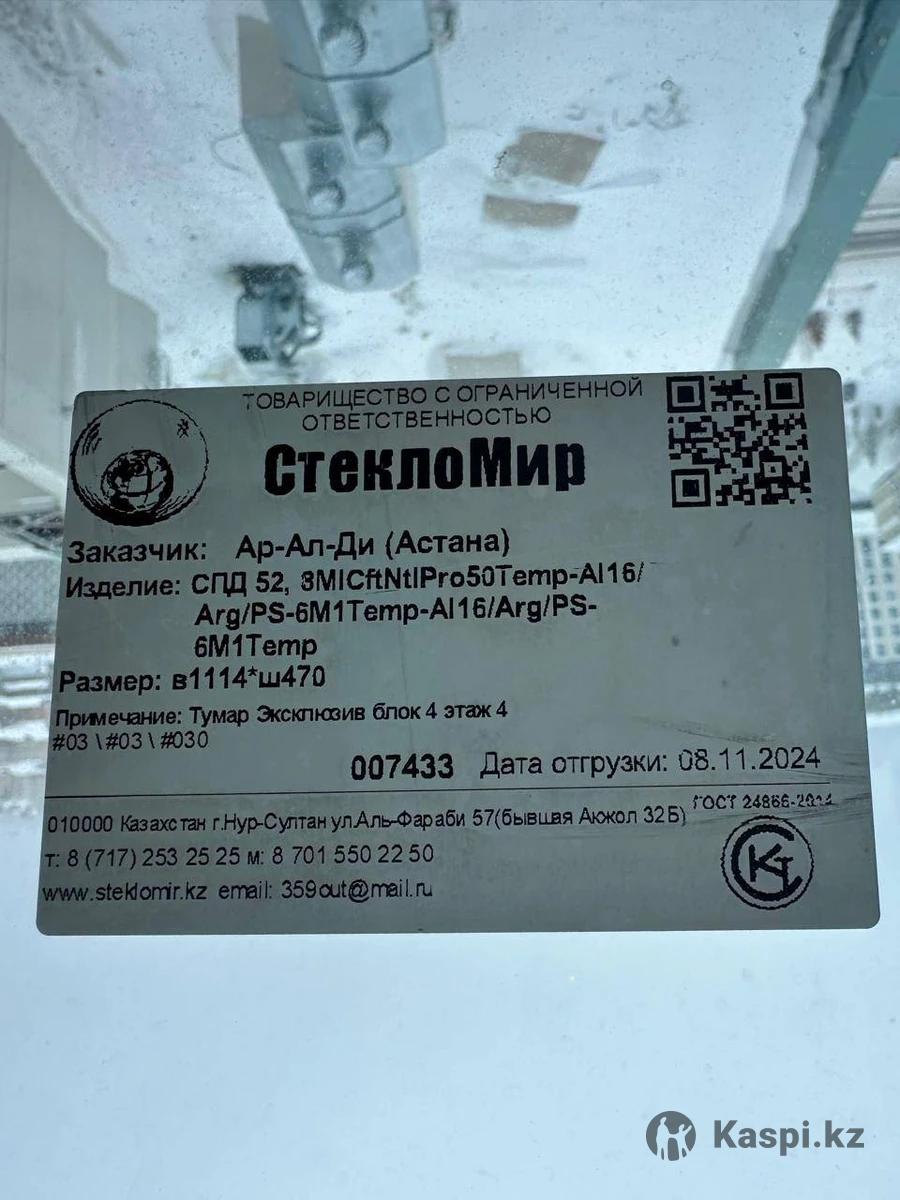 ТОВАРИЩЕСТВО С ОГРАНИЧЕННОЙ
ОТВЕТСТВЕННОСТЬЮ
СтеклоМир
Заказчик: Ар-Ал-Ди (Астана)
Изделие: СПД 52, 8MICftNtlPro50Temp-Al16/
Arg/PS-6M1Temp-Al16/Arg/PS-
6M1Temp
Размер: в1114*ш470
Примечание: Тумар Эксклюзив блок 4 этаж 4
#03 \ #03 \ #030
007433 Дата отгрузки: 08.11.2024
ГОСТ 24866-2014
010000 Казахстан г.Нур-Султан ул.Аль-Фараби 57(бывшая Акжол 32Б)
т: 8 (717) 253 25 25 м: 8 701 550 22 50
www.steklomir.kz email: 359out@mail.ru
Kaspi.kz